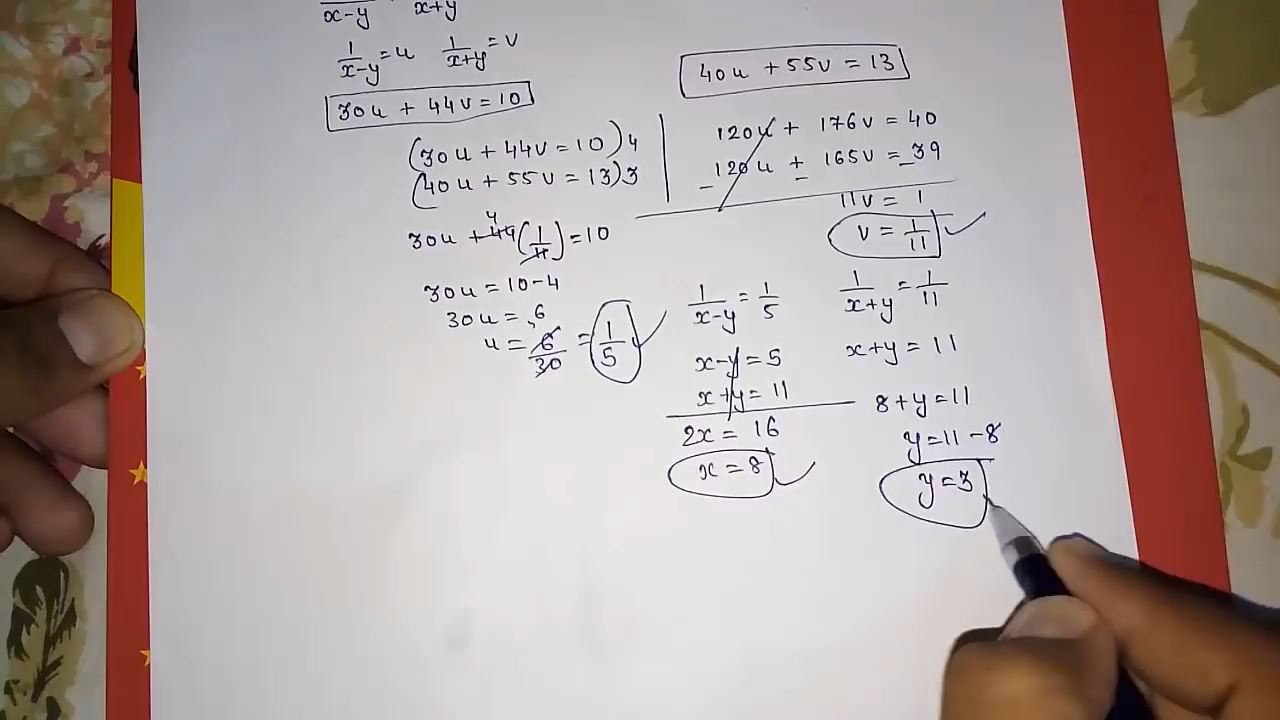 x-y x+y
1/x-y = u 1/x+y = v
30u + 44v = 10
40u + 55v = 13
(30u + 44v = 10)4
(40u + 55v = 13)3
120u + 176v = 40
120u + 165v = 39
- - -
11v = 1
v = 1/11
30u + 44(1/11) = 10
4
30u = 10-4
30u = 6
u = 6/30 = 1/5
1/x-y = 1/5
x-y = 5
x+y = 11
2x = 16
x = 8
1/x+y = 1/11
x+y = 11
8+y = 11
y = 11-8
y = 3